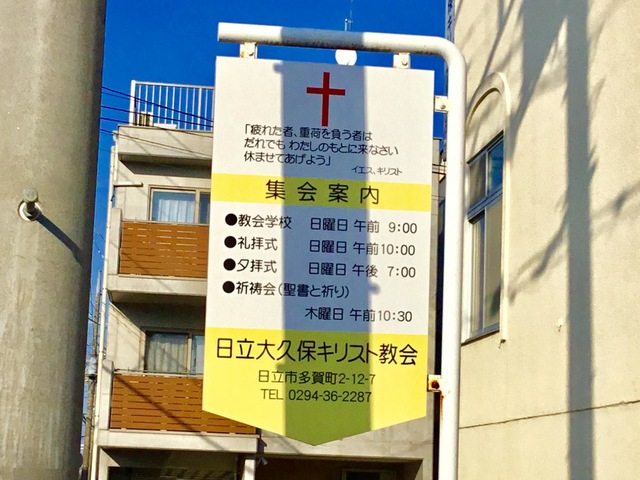 「疲れた者、重荷を負う者は
だれでも わたしのもとに来なさい
休ませてあげよう」
イエス、キリスト
集会案内
●教会学校 日曜日 午前 9:00
●礼拝式 日曜日 午前10:00
●夕拝式 日曜日 午後 7:00
●祈祷会(聖書と祈り)
木曜日 午前10:30
日立大久保キリスト教会
日立市多賀町2-12-7
TEL 0294-36-2287